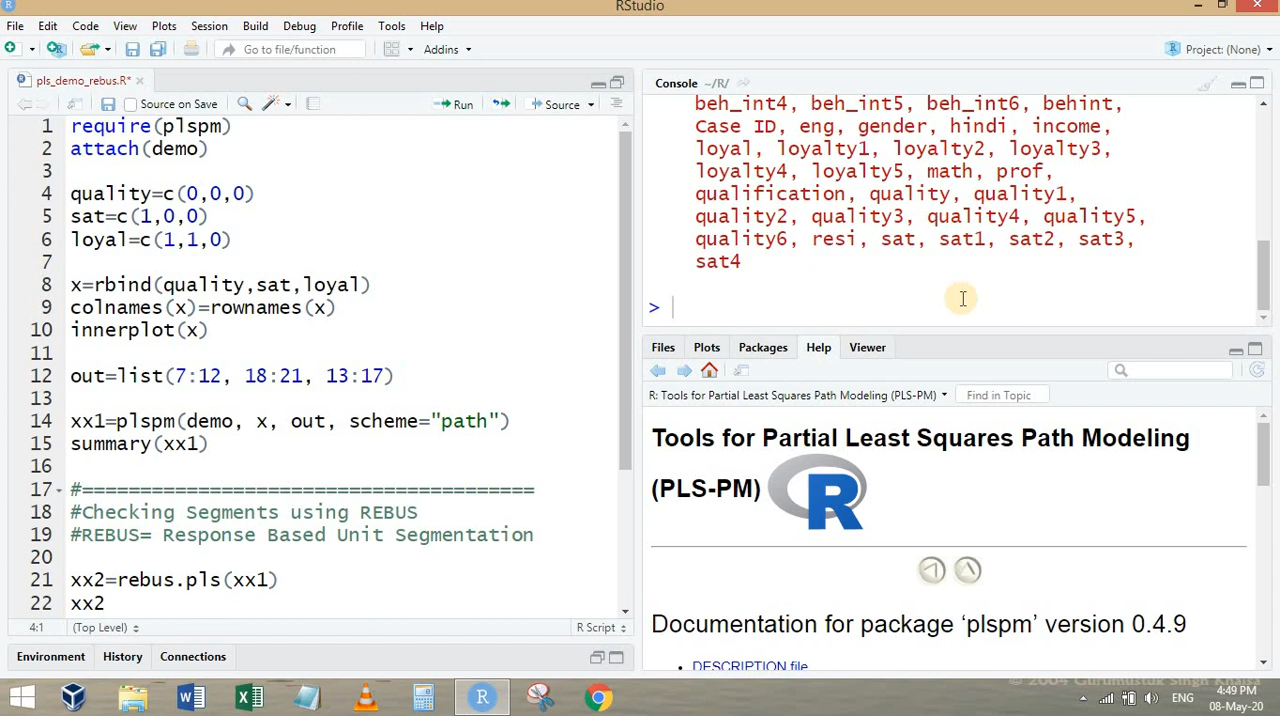 RStudio
File Edit Code View Plots Session Build Debug Profile Tools Help
Go to file/function Addins Project: (None)
pls_demo_rebus.R*
Source on Save Run Source
1 require(plspm)
2 attach(demo)
3
4 quality=c(0,0,0)
5 sat=c(1,0,0)
6 loyal=c(1,1,0)
7
8 x=rbind(quality,sat,loyal)
9 colnames(x)=rownames(x)
10 innerplot(x)
11
12 out=list(7:12, 18:21, 13:17)
13
14 xx1=plspm(demo, x, out, scheme="path")
15 summary(xx1)
16
17 #=======================================
18 #Checking Segments using REBUS
19 #REBUS= Response Based Unit Segmentation
20
21 xx2=rebus.pls(xx1)
22 xx2
4:1 (Top Level) R Script
Environment History Connections
Console ~/R/
beh_int4, beh_int5, beh_int6, behint,
Case ID, eng, gender, hindi, income,
loyal, loyalty1, loyalty2, loyalty3,
loyalty4, loyalty5, math, prof,
qualification, quality, quality1,
quality2, quality3, quality4, quality5,
quality6, resi, sat, sat1, sat2, sat3,
sat4
>
Files Plots Packages Help Viewer
R: Tools for Partial Least Squares Path Modeling (PLS-PM) Find in Topic
Tools for Partial Least Squares Path Modeling
(PLS-PM) R
Documentation for package ‘plspm’ version 0.4.9
DESCRIPTION file
© 2004 Gurumustuk Singh Khalsa
ENG 4:49 PM
08-May-20